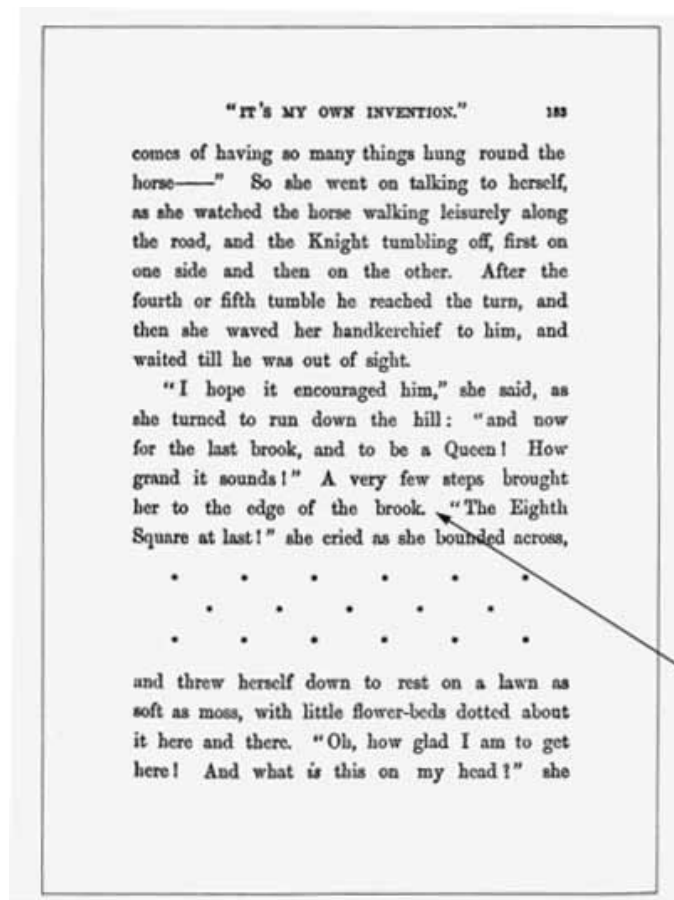 "IT'S MY OWN INVENTION." 183
comes of having so many things hung round the
horse——" So she went on talking to herself,
as she watched the horse walking leisurely along
the road, and the Knight tumbling off, first on
one side and then on the other. After the
fourth or fifth tumble he reached the turn, and
then she waved her handkerchief to him, and
waited till he was out of sight.
"I hope it encouraged him," she said, as
she turned to run down the hill: "and now
for the last brook, and to be a Queen! How
grand it sounds!" A very few steps brought
her to the edge of the brook. "The Eighth
Square at last!" she cried as she bounded across,
and threw herself down to rest on a lawn as
soft as moss, with little flower-beds dotted about
it here and there. "Oh, how glad I am to get
here! And what is this on my head?" she